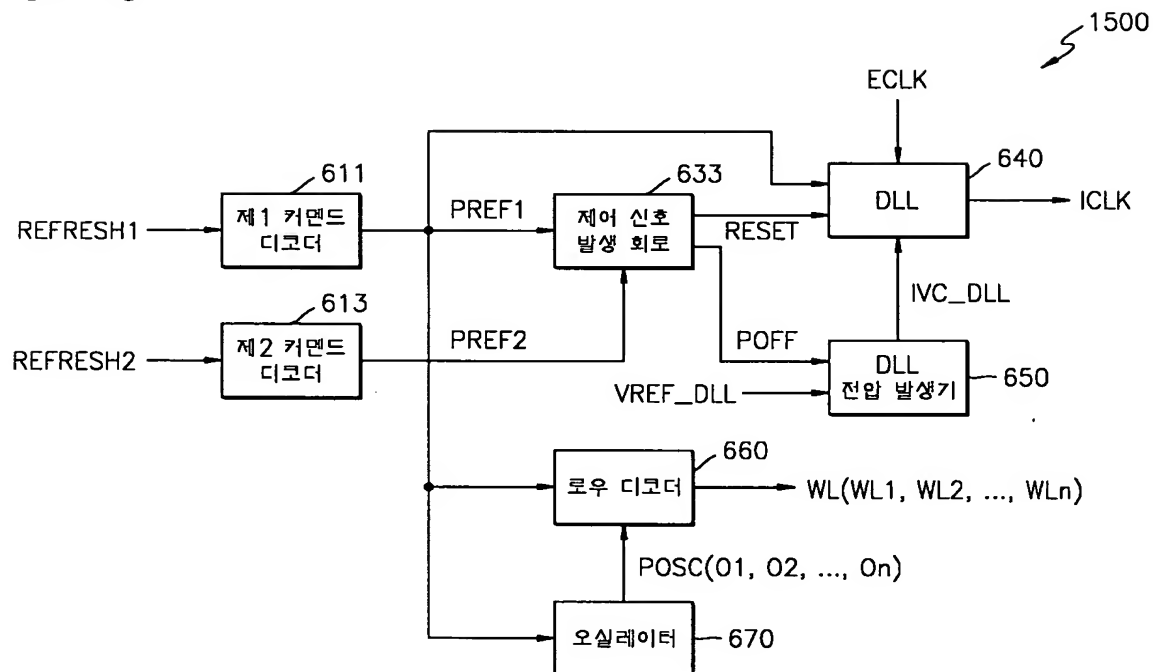 1500
ECLK
611
633
640
REFRESH1
제1 커맨드
디코더
PREF1
제어 신호
발생 회로
RESET
DLL
ICLK
613
IVC_DLL
REFRESH2
제2 커맨드
디코더
PREF2
POFF
VREF_DLL
DLL
전압 발생기
650
660
로우 디코더
WL(WL1, WL2, ..., WLn)
POSC(O1, O2, ..., On)
오실레이터
670